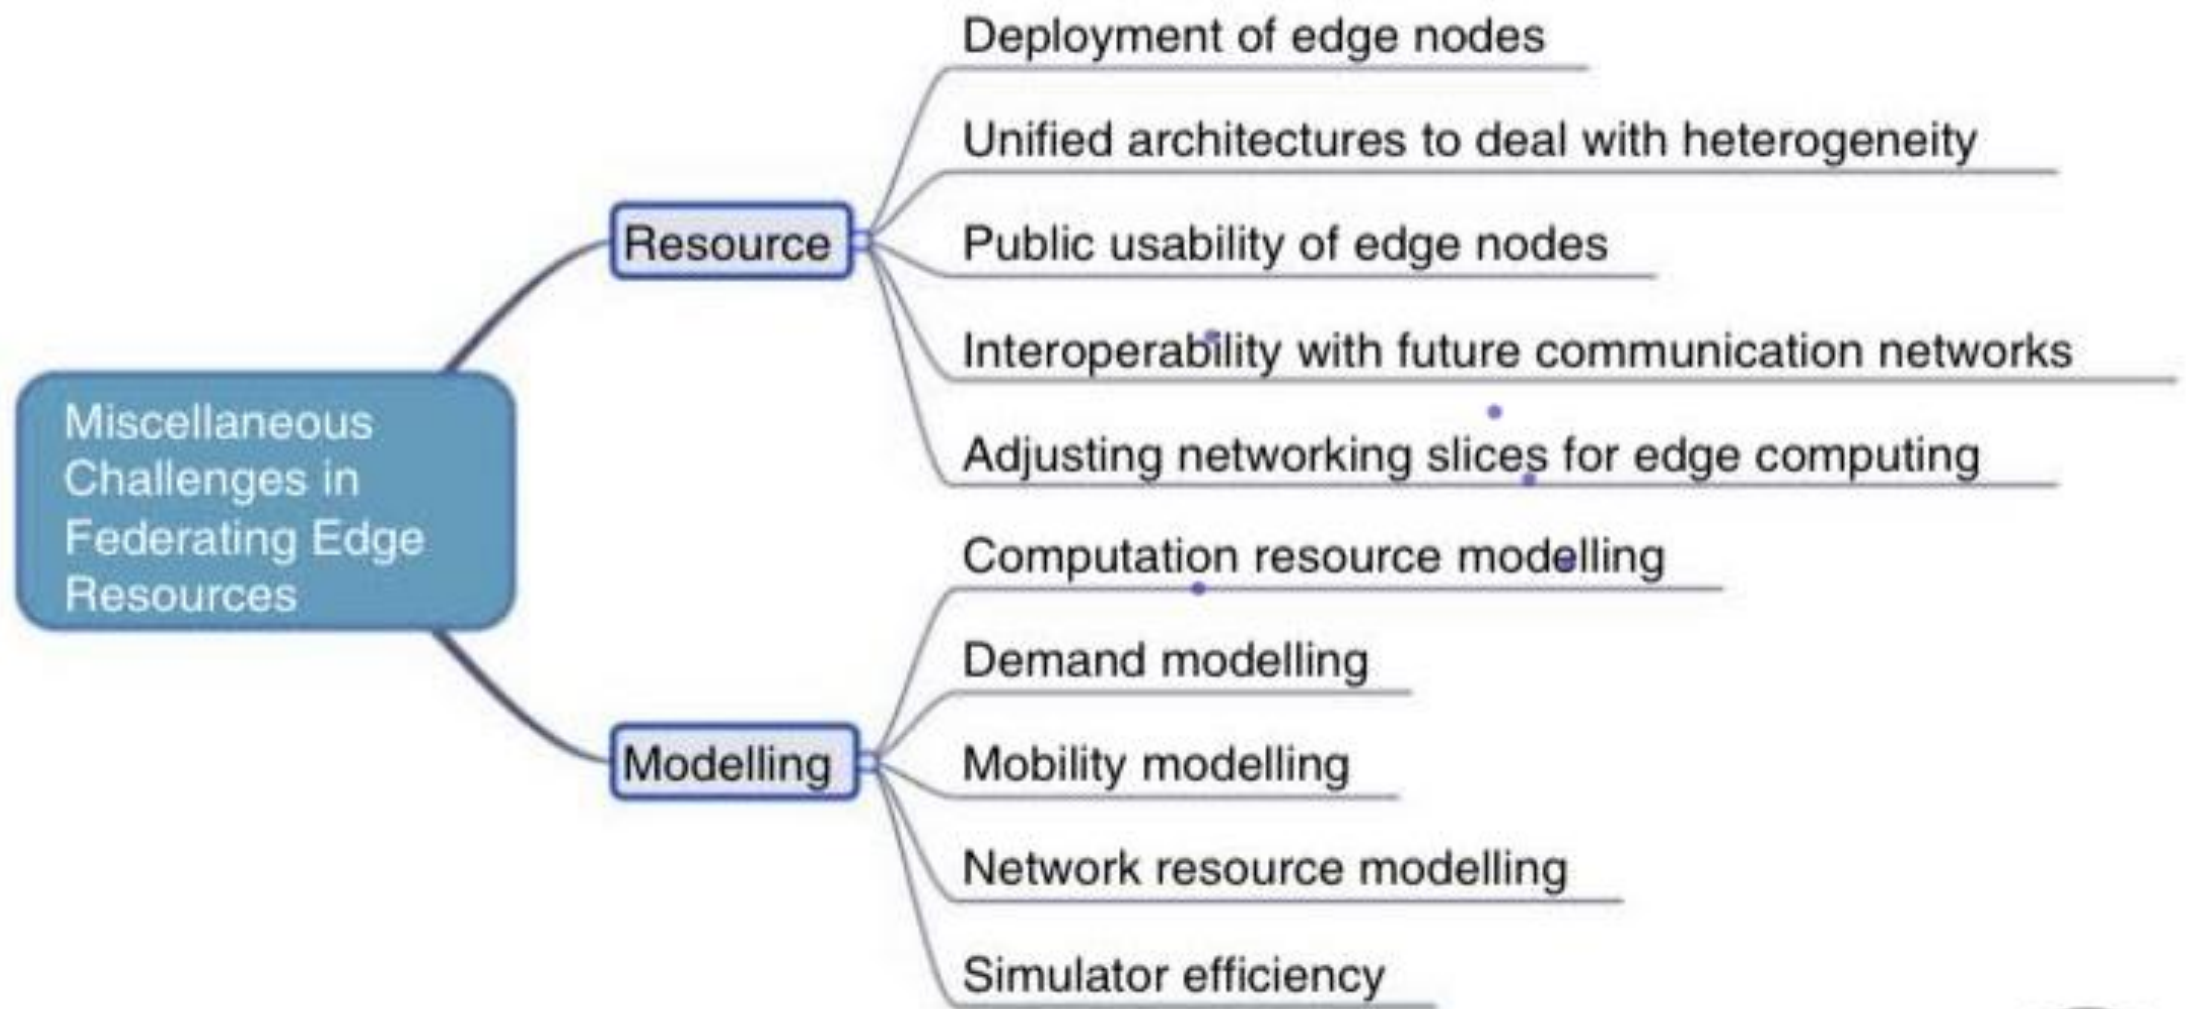 Miscellaneous
Challenges in
Federating Edge
Resources
Resource
Deployment of edge nodes
Unified architectures to deal with heterogeneity
Public usability of edge nodes
Interoperability with future communication networks
Adjusting networking slices for edge computing
Modelling
Computation resource modelling
Demand modelling
Mobility modelling
Network resource modelling
Simulator efficiency